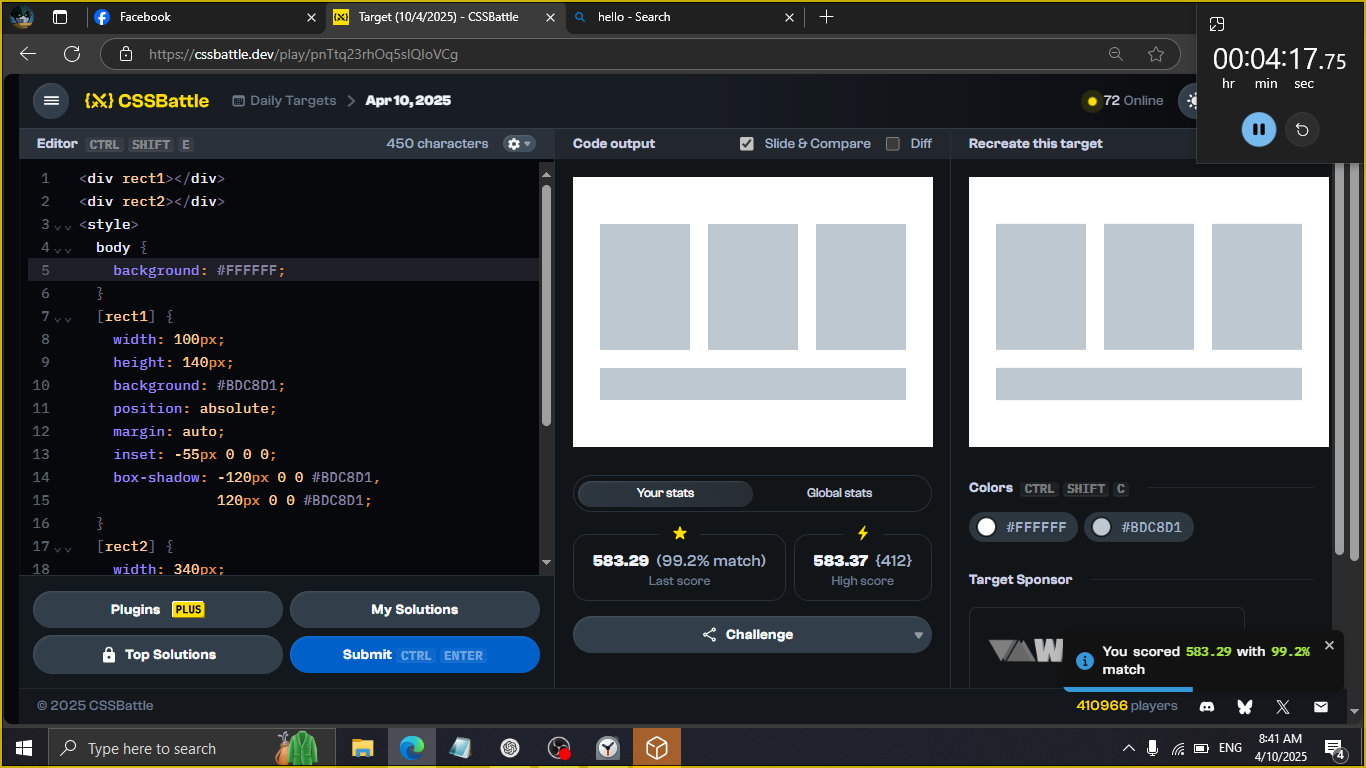 Facebook
Target (10/4/2025) - CSSBattle
hello - Search
https://cssbattle.dev/play/pnTtq23rhOq5slQIoVCg
00:04:17.75
hr min sec
{X} CSSBattle
Daily Targets
Apr 10, 2025
72 Online
Editor CTRL SHIFT E
450 characters
Code output
Slide & Compare
Diff
Recreate this target
1 <div rect1></div>
2 <div rect2></div>
3 <style>
4 body {
5 background: #FFFFFF;
6 }
7 [rect1] {
8 width: 100px;
9 height: 140px;
10 background: #BDC8D1;
11 position: absolute;
12 margin: auto;
13 inset: -55px 0 0 0;
14 box-shadow: -120px 0 0 #BDC8D1,
15 120px 0 0 #BDC8D1;
16 }
17 [rect2] {
18 width: 340px;
Your stats
Global stats
583.29 (99.2% match)
Last score
583.37 {412}
High score
Challenge
Colors CTRL SHIFT C
#FFFFFF
#BDC8D1
Target Sponsor
W
Plugins PLUS
My Solutions
Top Solutions
Submit CTRL ENTER
You scored 583.29 with 99.2%
match
© 2025 CSSBattle
410966 players
Type here to search
ENG
8:41 AM
4/10/2025
4